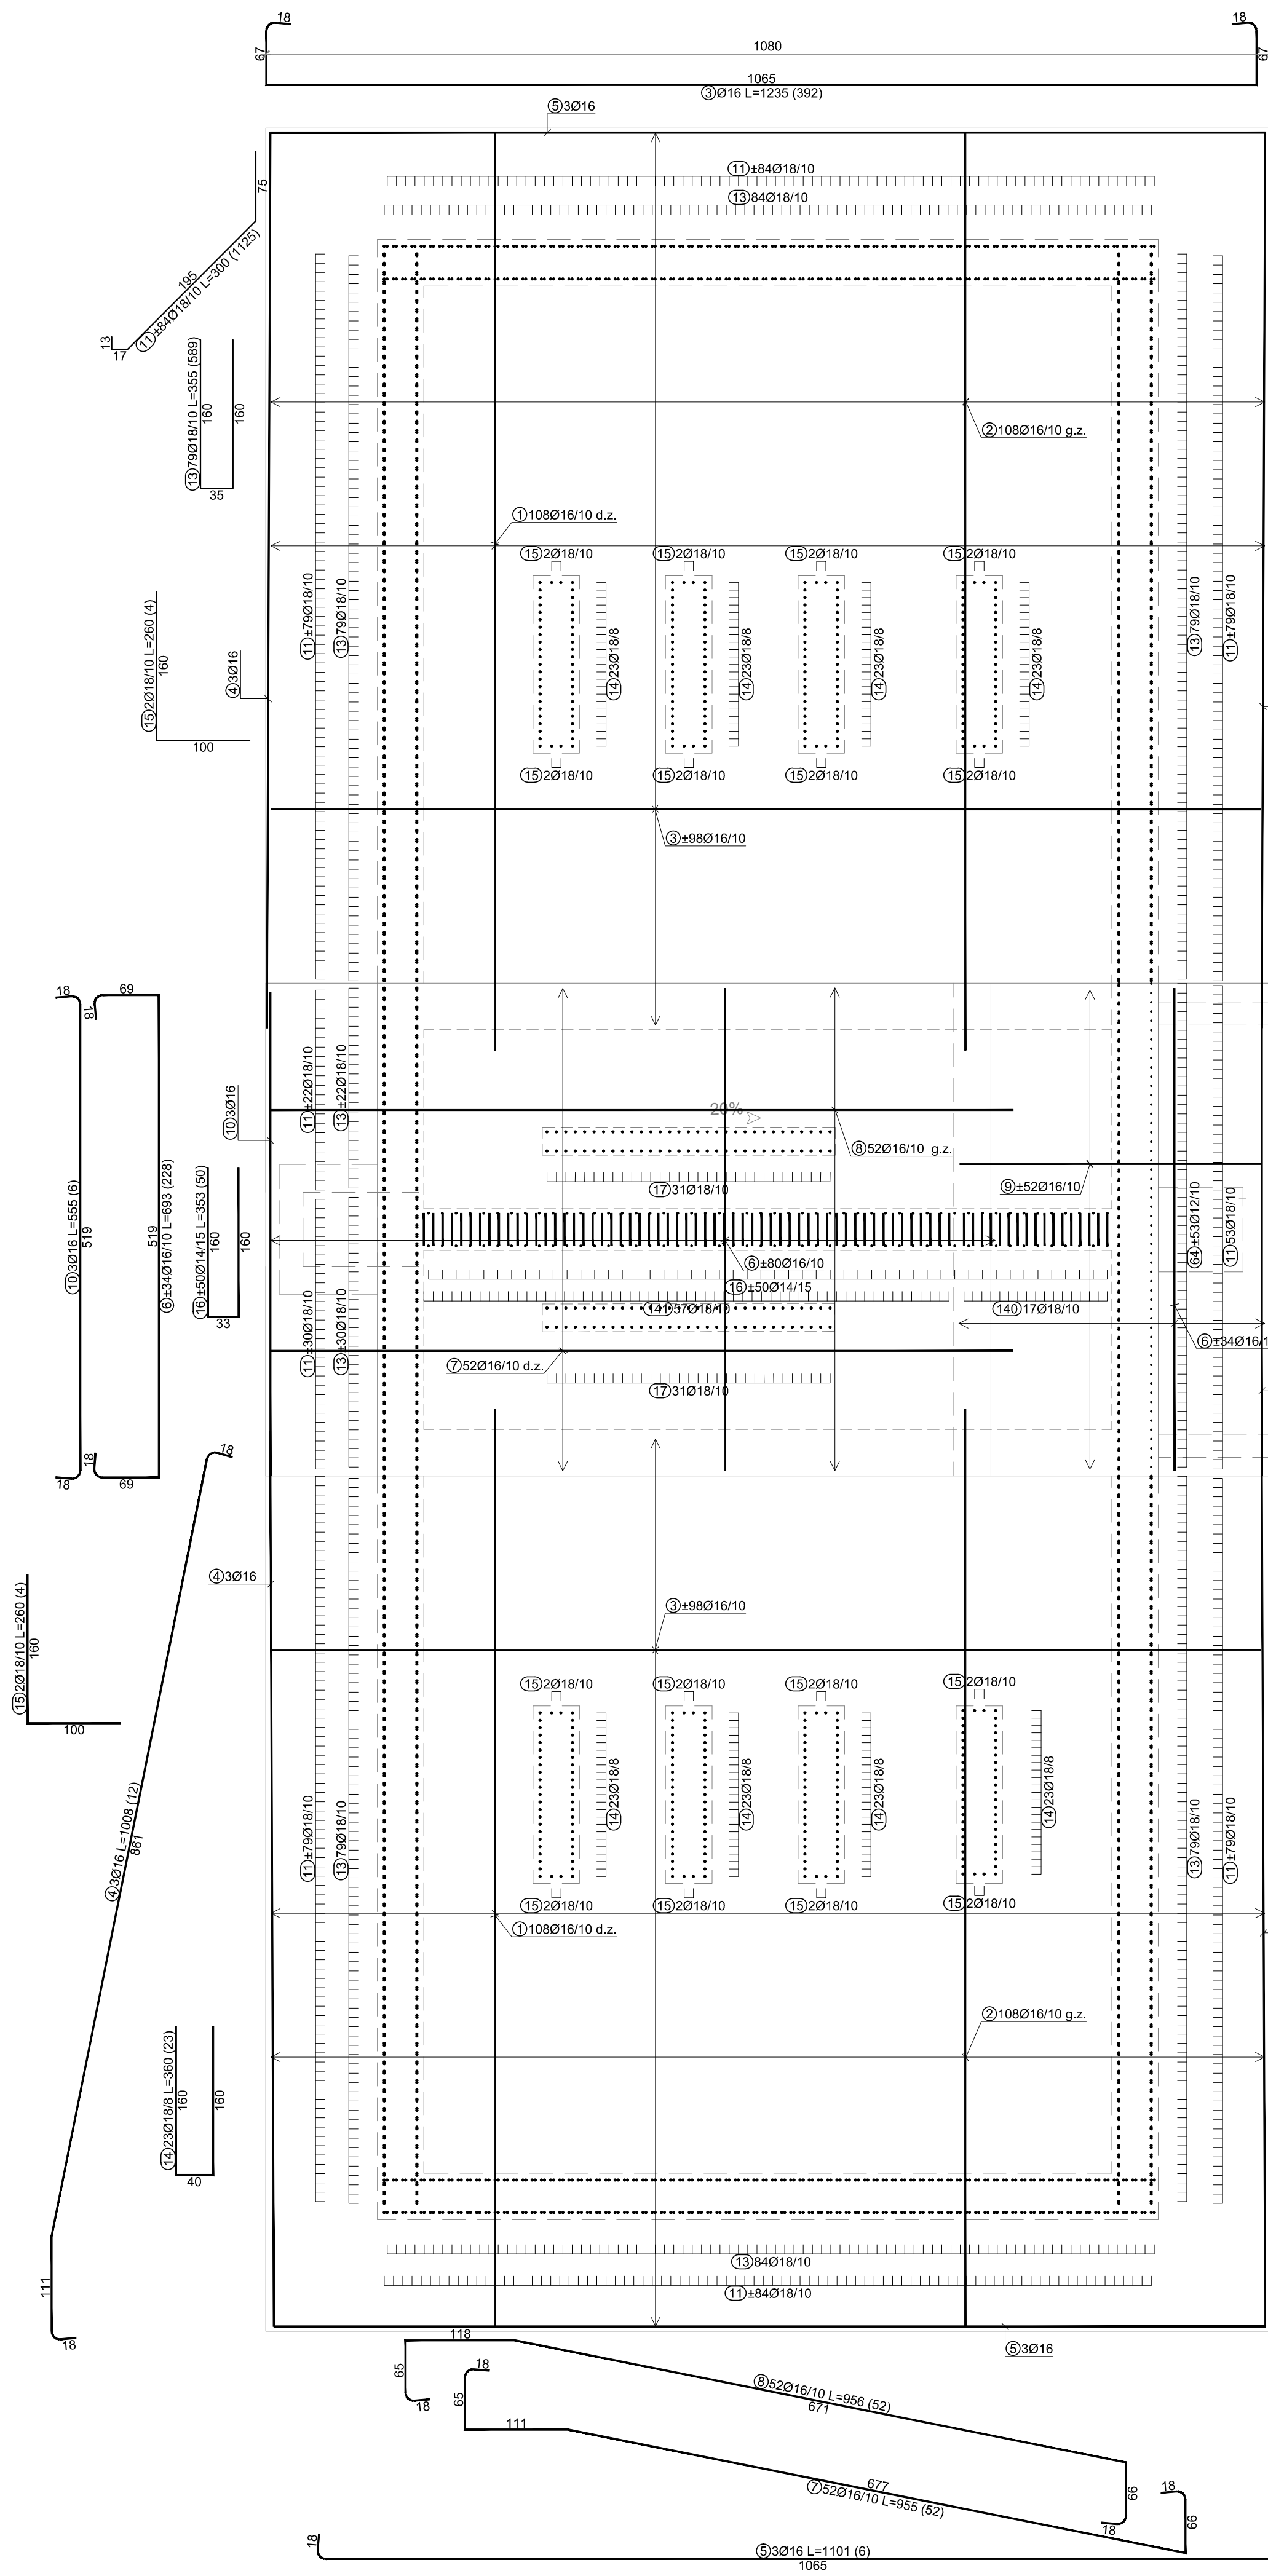 18
18
67
1080
67
1065
③Ø16 L=1235 (392)
⑤3Ø16
75
⑪±84Ø18/10
⑬84Ø18/10
195
⑪±84Ø18/10 L=300 (1125)
13
17
⑬79Ø18/10 L=355 (589)
160
160
35
②108Ø16/10 g.z.
①108Ø16/10 d.z.
⑮2Ø18/10
⑮2Ø18/10
⑮2Ø18/10
⑮2Ø18/10
⑪±79Ø18/10
⑬79Ø18/10
⑭23Ø18/8
⑭23Ø18/8
⑭23Ø18/8
⑭23Ø18/8
⑬79Ø18/10
⑪±79Ø18/10
⑮2Ø18/10 L=260 (4)
160
100
④3Ø16
⑮2Ø18/10
⑮2Ø18/10
⑮2Ø18/10
⑮2Ø18/10
③±98Ø16/10
18
69
18
⑩3Ø16
⑪±22Ø18/10
⑬±22Ø18/10
20%
⑧52Ø16/10 g.z.
⑰31Ø18/10
⑨±52Ø16/10
⑩3Ø16 L=555 (6)
519
519
⑥±34Ø16/10 L=693 (228)
⑯±50Ø14/15 L=353 (50)
160
160
33
(64)±53Ø12/10
⑪53Ø18/10
⑥±80Ø16/10
⑯±50Ø14/15
(141)57Ø18/10
(140)17Ø18/10
⑪±30Ø18/10
⑬±30Ø18/10
⑥±34Ø16/1
⑦52Ø16/10 d.z.
⑰31Ø18/10
18
18
69
18
18
④3Ø16
⑮2Ø18/10 L=260 (4)
160
100
③±98Ø16/10
⑮2Ø18/10
⑮2Ø18/10
⑮2Ø18/10
⑮2Ø18/10
④3Ø16 L=1008 (12)
861
⑪±79Ø18/10
⑬79Ø18/10
⑭23Ø18/8
⑭23Ø18/8
⑭23Ø18/8
⑭23Ø18/8
⑬79Ø18/10
⑪±79Ø18/10
⑮2Ø18/10
⑮2Ø18/10
⑮2Ø18/10
⑮2Ø18/10
①108Ø16/10 d.z.
②108Ø16/10 g.z.
⑭23Ø18/8 L=360 (23)
160
160
40
⑬84Ø18/10
⑪±84Ø18/10
111
18
⑤3Ø16
118
65
18
18
65
⑧52Ø16/10 L=956 (52)
671
111
677
⑦52Ø16/10 L=955 (52)
66
18
18
66
18
⑤3Ø16 L=1101 (6)
1065